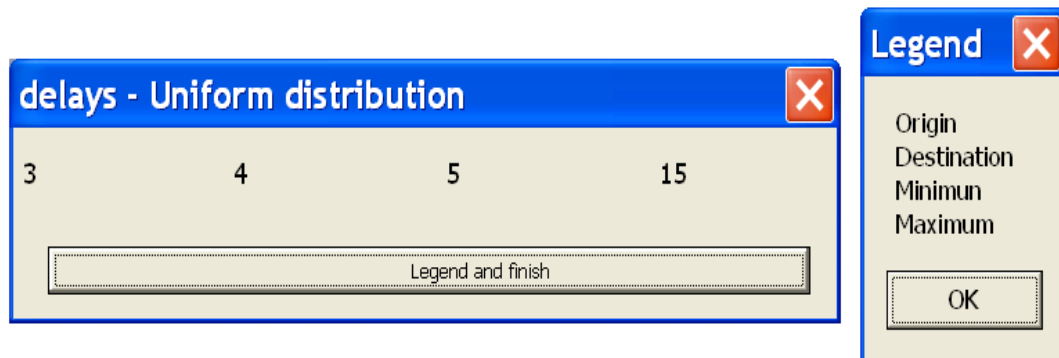 delays - Uniform distribution
3 4 5 15
Legend and finish
Legend
Origin
Destination
Minimun
Maximum
OK